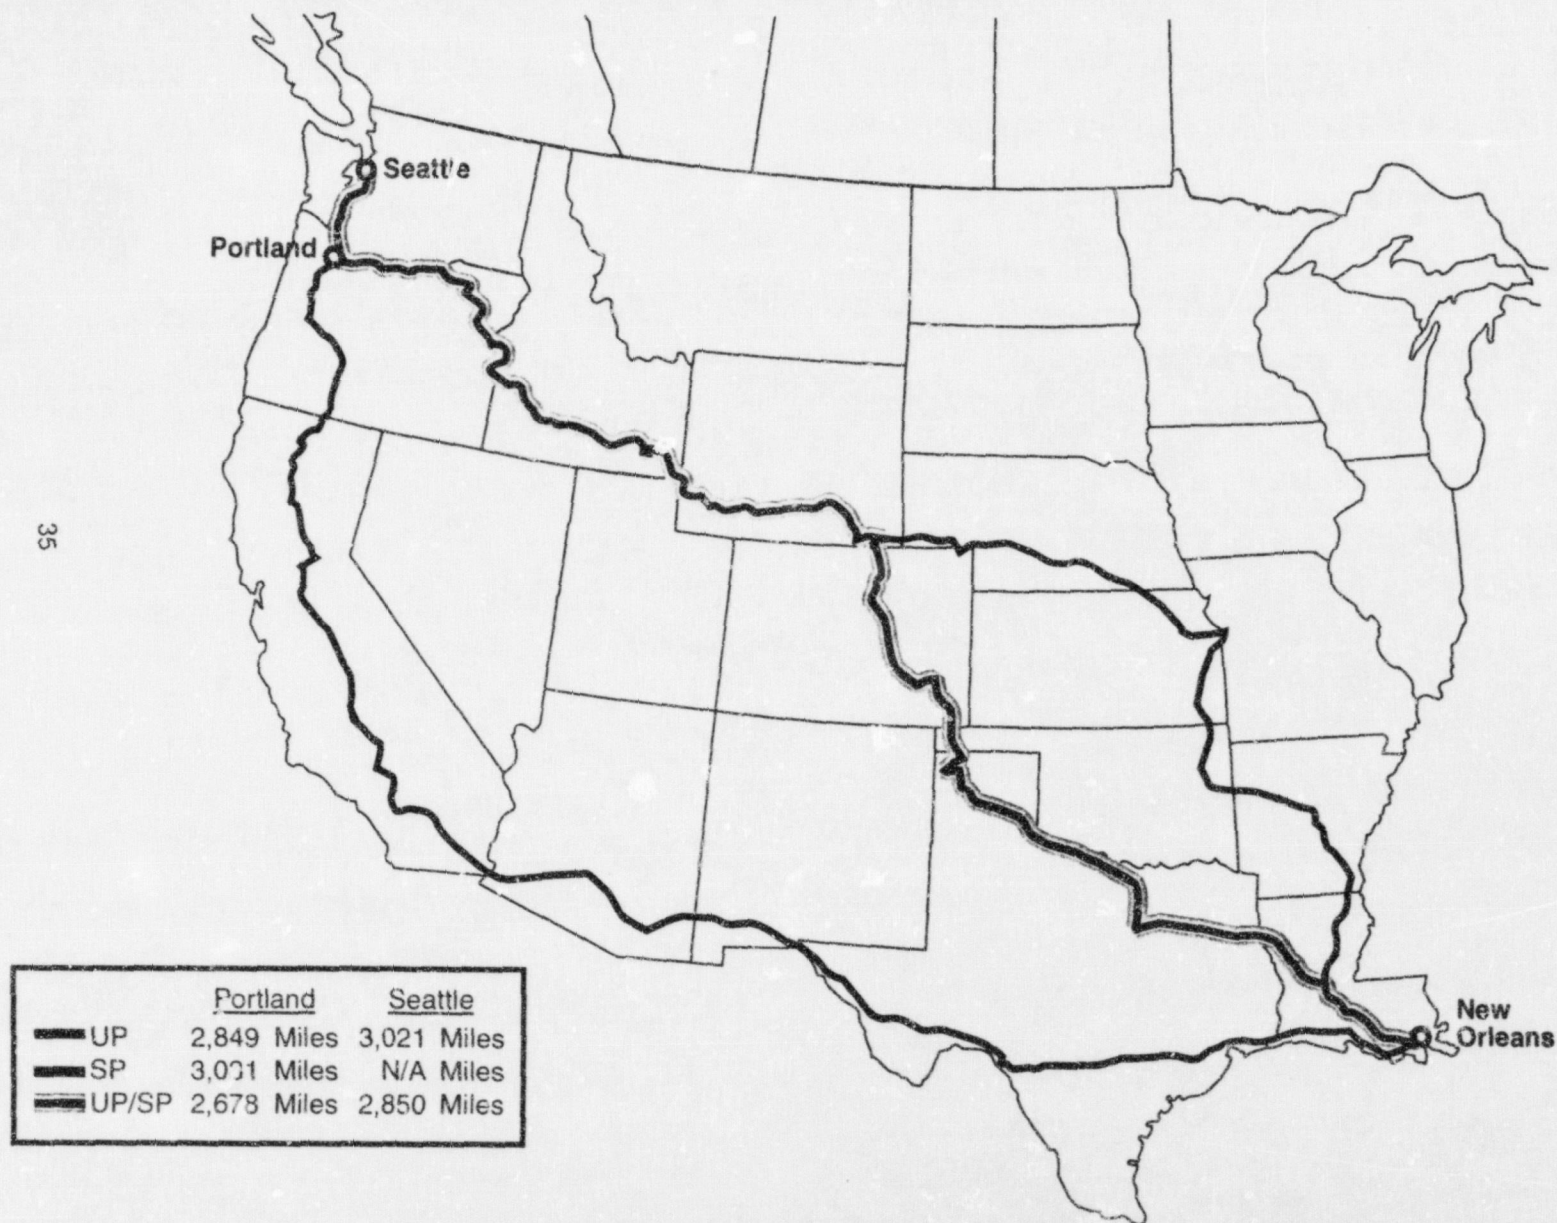 Seattle
Portland
35
Portland Seattle
UP 2,849 Miles 3,021 Miles
SP Miles N/A Miles
UP/SP 2,678 Miles 2,850 Miles
New
Orleans